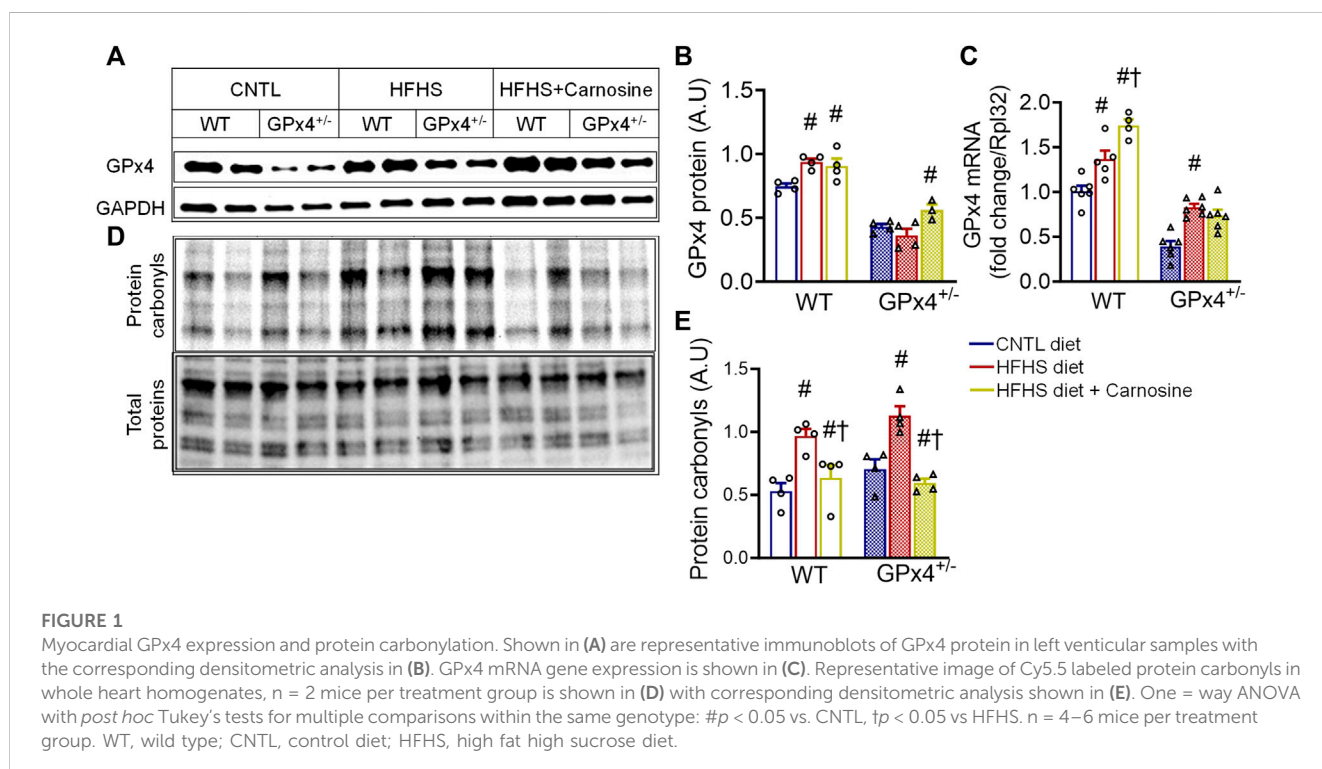 A
CNTL HFHS HFHS+Carnosine
WT GPx4+/- WT GPx4+/- WT GPx4+/-
GPx4
GAPDH
D
Protein
carbonyls
Total
proteins
B
GPx4 protein (A.U)
1.5
1.0
0.5
0.0
# #
#
WT GPx4+/-
C
GPx4 mRNA
(fold change/Rpl32)
2.0
1.5
1.0
0.5
0.0
#
#†
#
WT GPx4+/-
E
Protein carbonyls (A.U)
1.5
1.0
0.5
0.0
#
#†
#
#†
WT GPx4+/-
CNTL diet
HFHS diet
HFHS diet + Carnosine
FIGURE 1
Myocardial GPx4 expression and protein carbonylation. Shown in (A) are representative immunoblots of GPx4 protein in left venticular samples with
the corresponding densitometric analysis in (B). GPx4 mRNA gene expression is shown in (C). Representative image of Cy5.5 labeled protein carbonyls in
whole heart homogenates, n = 2 mice per treatment group is shown in (D) with corresponding densitometric analysis shown in (E). One = way ANOVA
with post hoc Tukey's tests for multiple comparisons within the same genotype: #p < 0.05 vs. CNTL, †p < 0.05 vs HFHS. n = 4–6 mice per treatment
group. WT, wild type; CNTL, control diet; HFHS, high fat high sucrose diet.